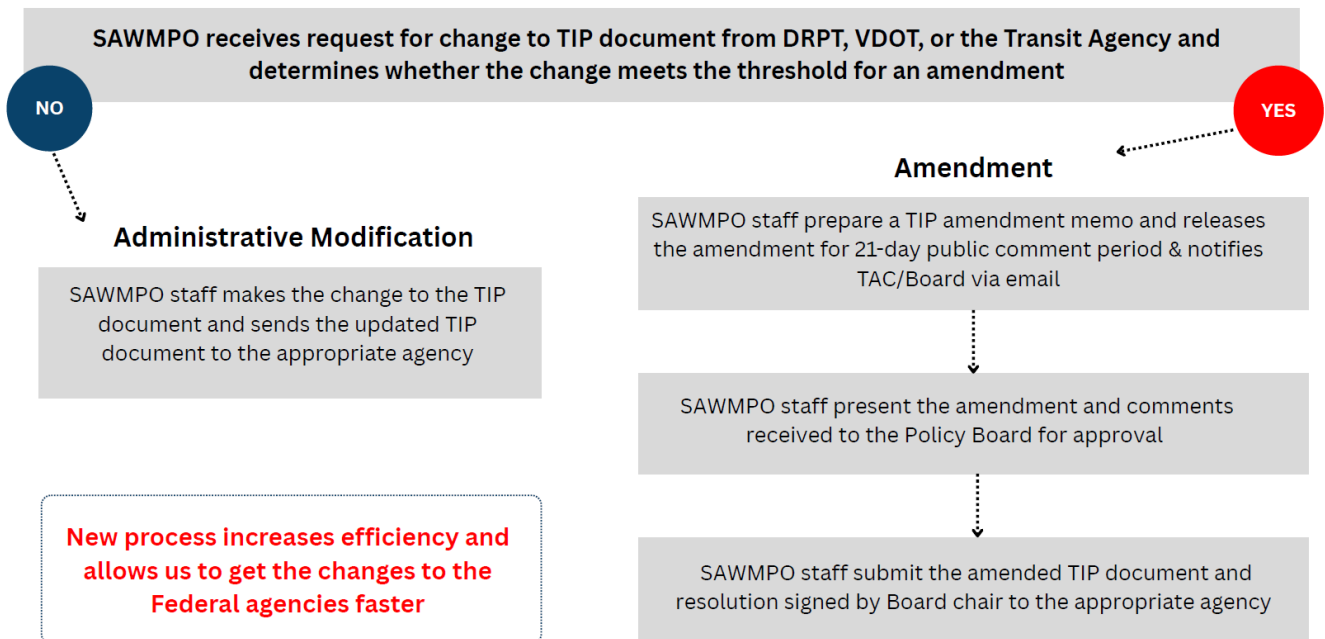 SAWMPO receives request for change to TIP document from DRPT, VDOT, or the Transit Agency and
determines whether the change meets the threshold for an amendment
NO
YES
Administrative Modification
SAWMPO staff makes the change to the TIP
document and sends the updated TIP
document to the appropriate agency
New process increases efficiency and
allows us to get the changes to the
Federal agencies faster
Amendment
SAWMPO staff prepare a TIP amendment memo and releases
the amendment for 21-day public comment period & notifies
TAC/Board via email
SAWMPO staff present the amendment and comments
received to the Policy Board for approval
SAWMPO staff submit the amended TIP document and
resolution signed by Board chair to the appropriate agency